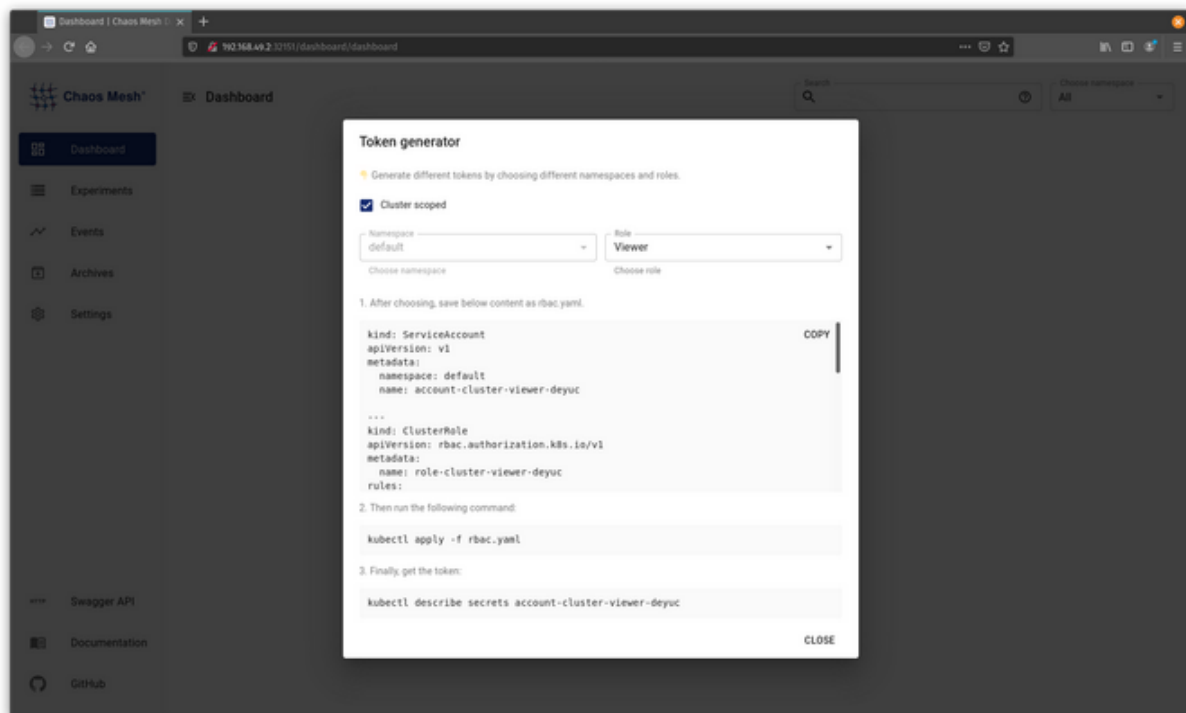 Dashboard | Chaos Mesh D
192.168.49.2:32151/dashboard/dashboard
Chaos Mesh
Dashboard
Search
Choose namespace
All
Dashboard
Experiments
Events
Archives
Settings
Swagger API
Documentation
GitHub
Token generator
Generate different tokens by choosing different namespaces and roles.
Cluster scoped
Namespace
default
Choose namespace
Role
Viewer
Choose role
1. After choosing, save below content as rbac.yaml.
COPY
kind: ServiceAccount
apiVersion: v1
metadata:
  namespace: default
  name: account-cluster-viewer-deyuc
---
kind: ClusterRole
apiVersion: rbac.authorization.k8s.io/v1
metadata:
  name: role-cluster-viewer-deyuc
rules:
2. Then run the following command:
kubectl apply -f rbac.yaml
3. Finally, get the token:
kubectl describe secrets account-cluster-viewer-deyuc
CLOSE